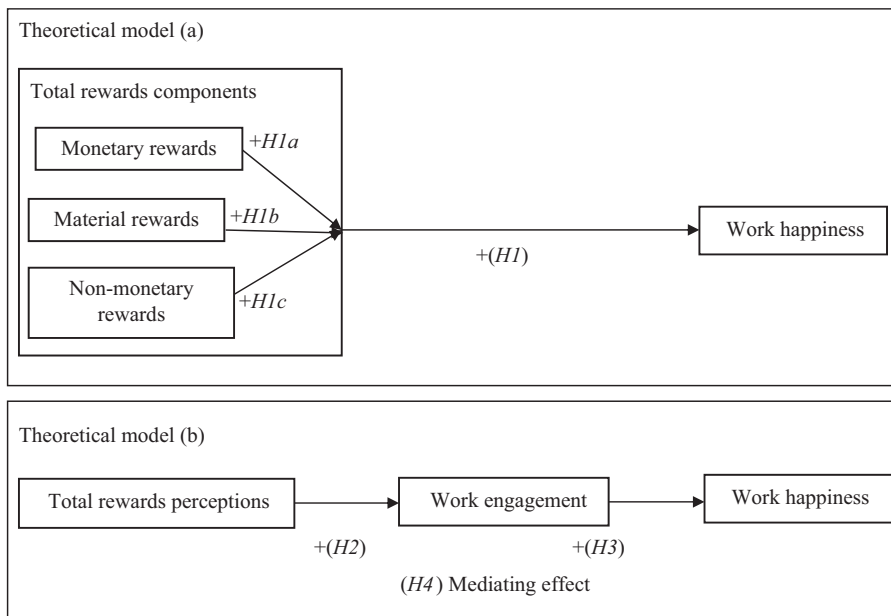 Theoretical model (a)
Total rewards components
Monetary rewards
+H1a
Material rewards
+H1b
Non-monetary
rewards
+H1c
+(H1)
Work happiness
Theoretical model (b)
Total rewards perceptions
Work engagement
Work happiness
+(H2)
+(H3)
(H4) Mediating effect